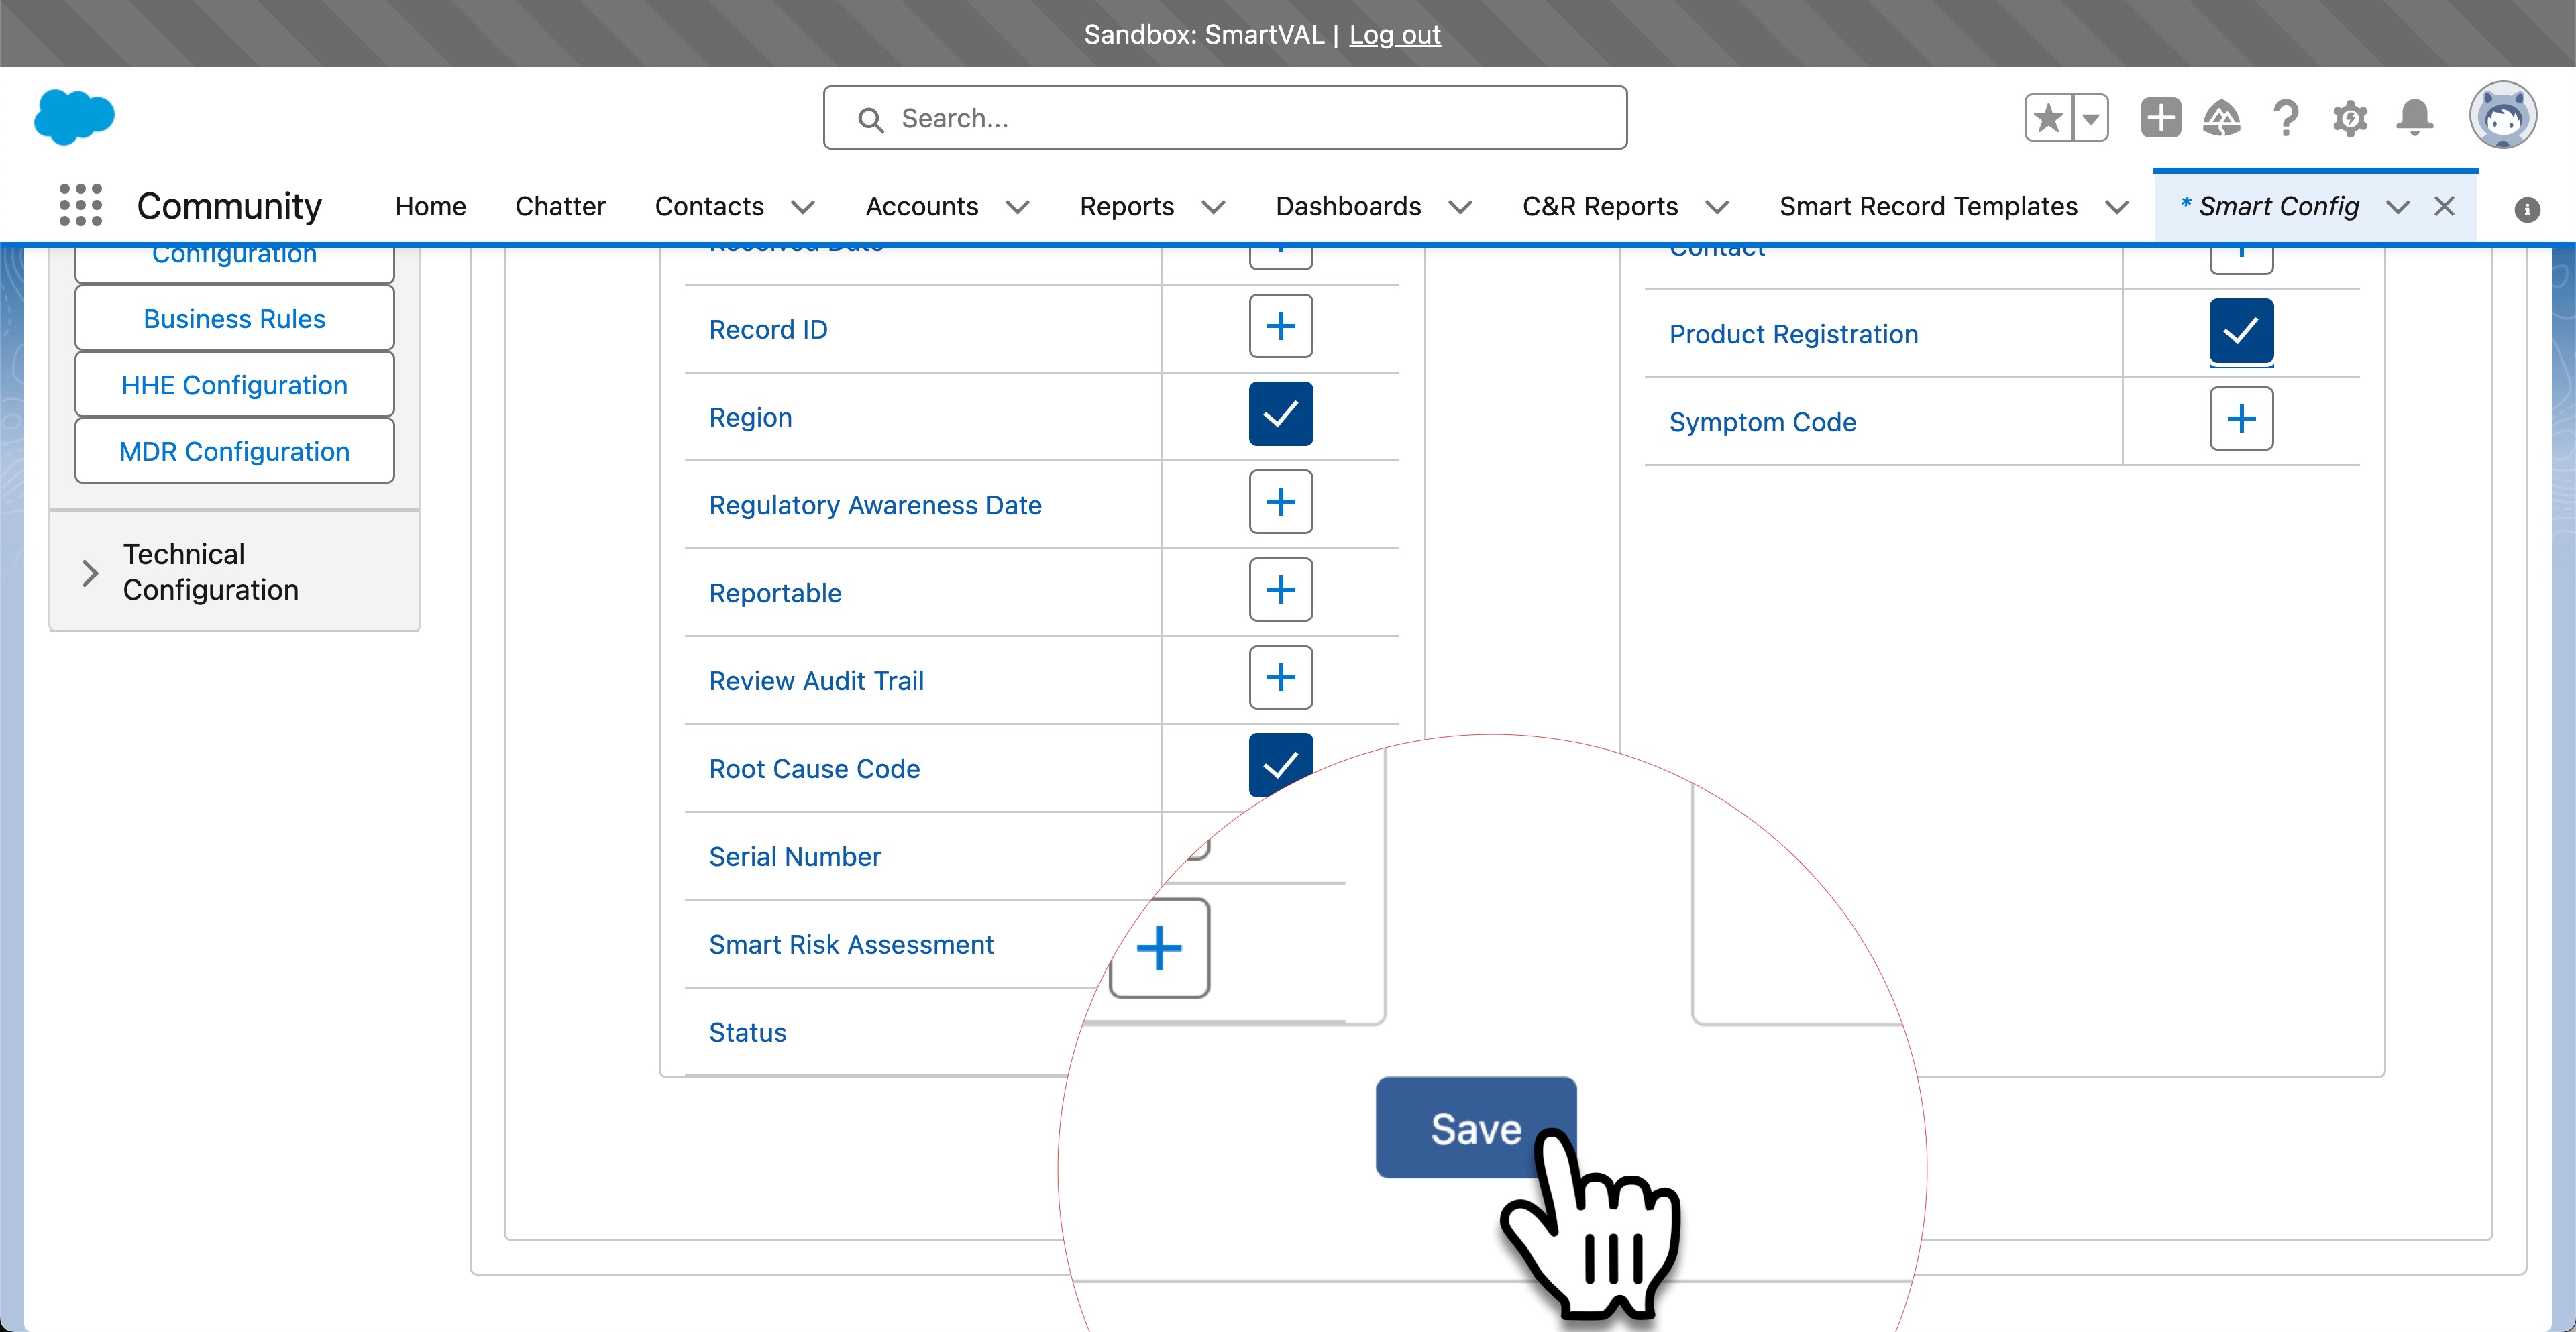 Sandbox: SmartVAL | Log out
Search...
Community
Home
Chatter
Contacts
Accounts
Reports
Dashboards
C&R Reports
Smart Record Templates
* Smart Config
Configuration
Business Rules
HHE Configuration
MDR Configuration
Technical
Configuration
Received Date
Record ID
Region
Regulatory Awareness Date
Reportable
Review Audit Trail
Root Cause Code
Serial Number
Smart Risk Assessment
Status
Contact
Product Registration
Symptom Code
Save